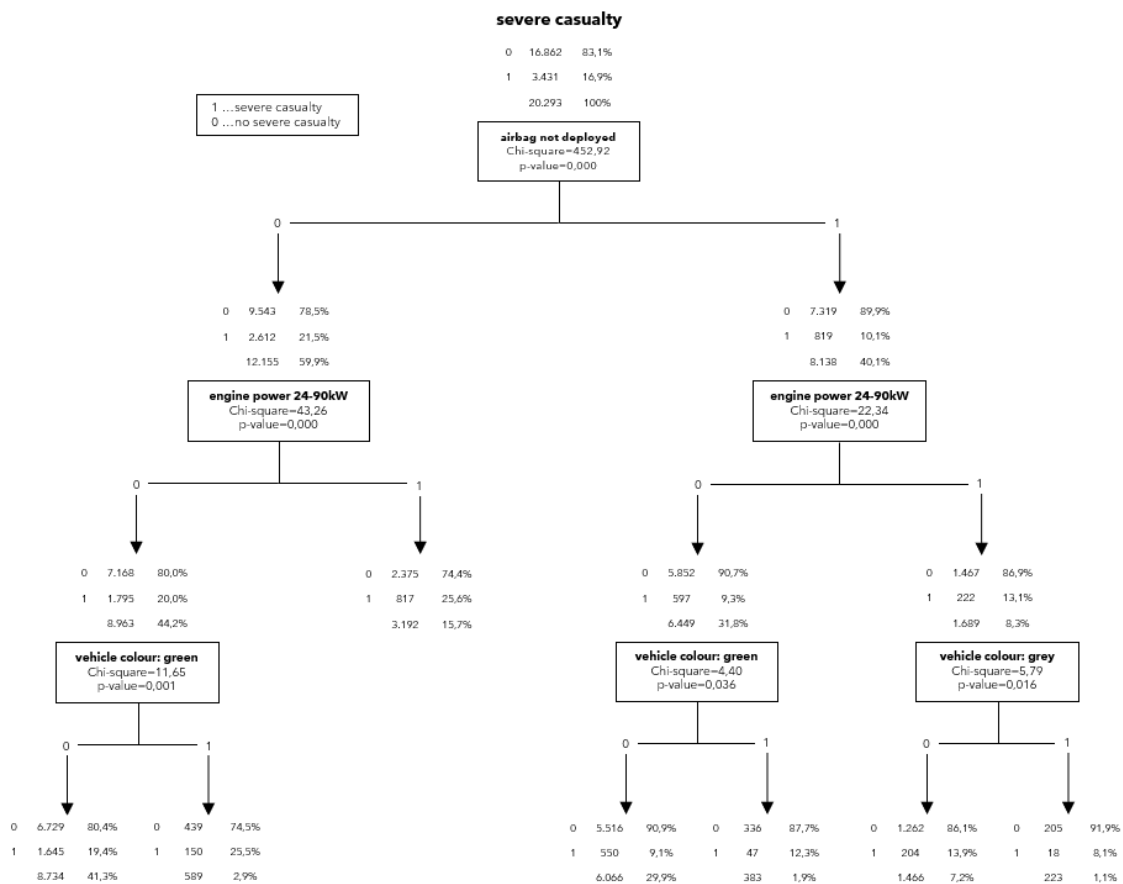 severe casualty
0 16.862 83,1%
1 3.431 16,9%
20.293 100%
1 ...severe casualty
0 ...no severe casualty
airbag not deployed
Chi-square=452,92
p-value=0,000
0 1
0 9.543 78,5%
1 2.612 21,5%
12.155 59,9%
0 7.319 89,9%
1 819 10,1%
8.138 40,1%
engine power 24-90kW
Chi-square=43,26
p-value=0,000
engine power 24-90kW
Chi-square=22,34
p-value=0,000
0 1
0 1
0 7.168 80,0%
1 1.795 20,0%
8.963 44,2%
0 2.375 74,4%
1 817 25,6%
3.192 15,7%
0 5.852 90,7%
1 597 9,3%
6.449 31,8%
0 1.467 86,9%
1 222 13,1%
1.689 8,3%
vehicle colour: green
Chi-square=11,65
p-value=0,001
vehicle colour: green
Chi-square=4,40
p-value=0,036
vehicle colour: grey
Chi-square=5,79
p-value=0,016
0 1
0 1
0 1
0 6.729 80,4%
1 1.645 19,4%
8.734 41,3%
0 439 74,5%
1 150 25,5%
589 2,9%
0 5.516 90,9%
1 550 9,1%
6.066 29,9%
0 336 87,7%
1 47 12,3%
383 1,9%
0 1.262 86,1%
1 204 13,9%
1.466 7,2%
0 205 91,9%
1 18 8,1%
223 1,1%